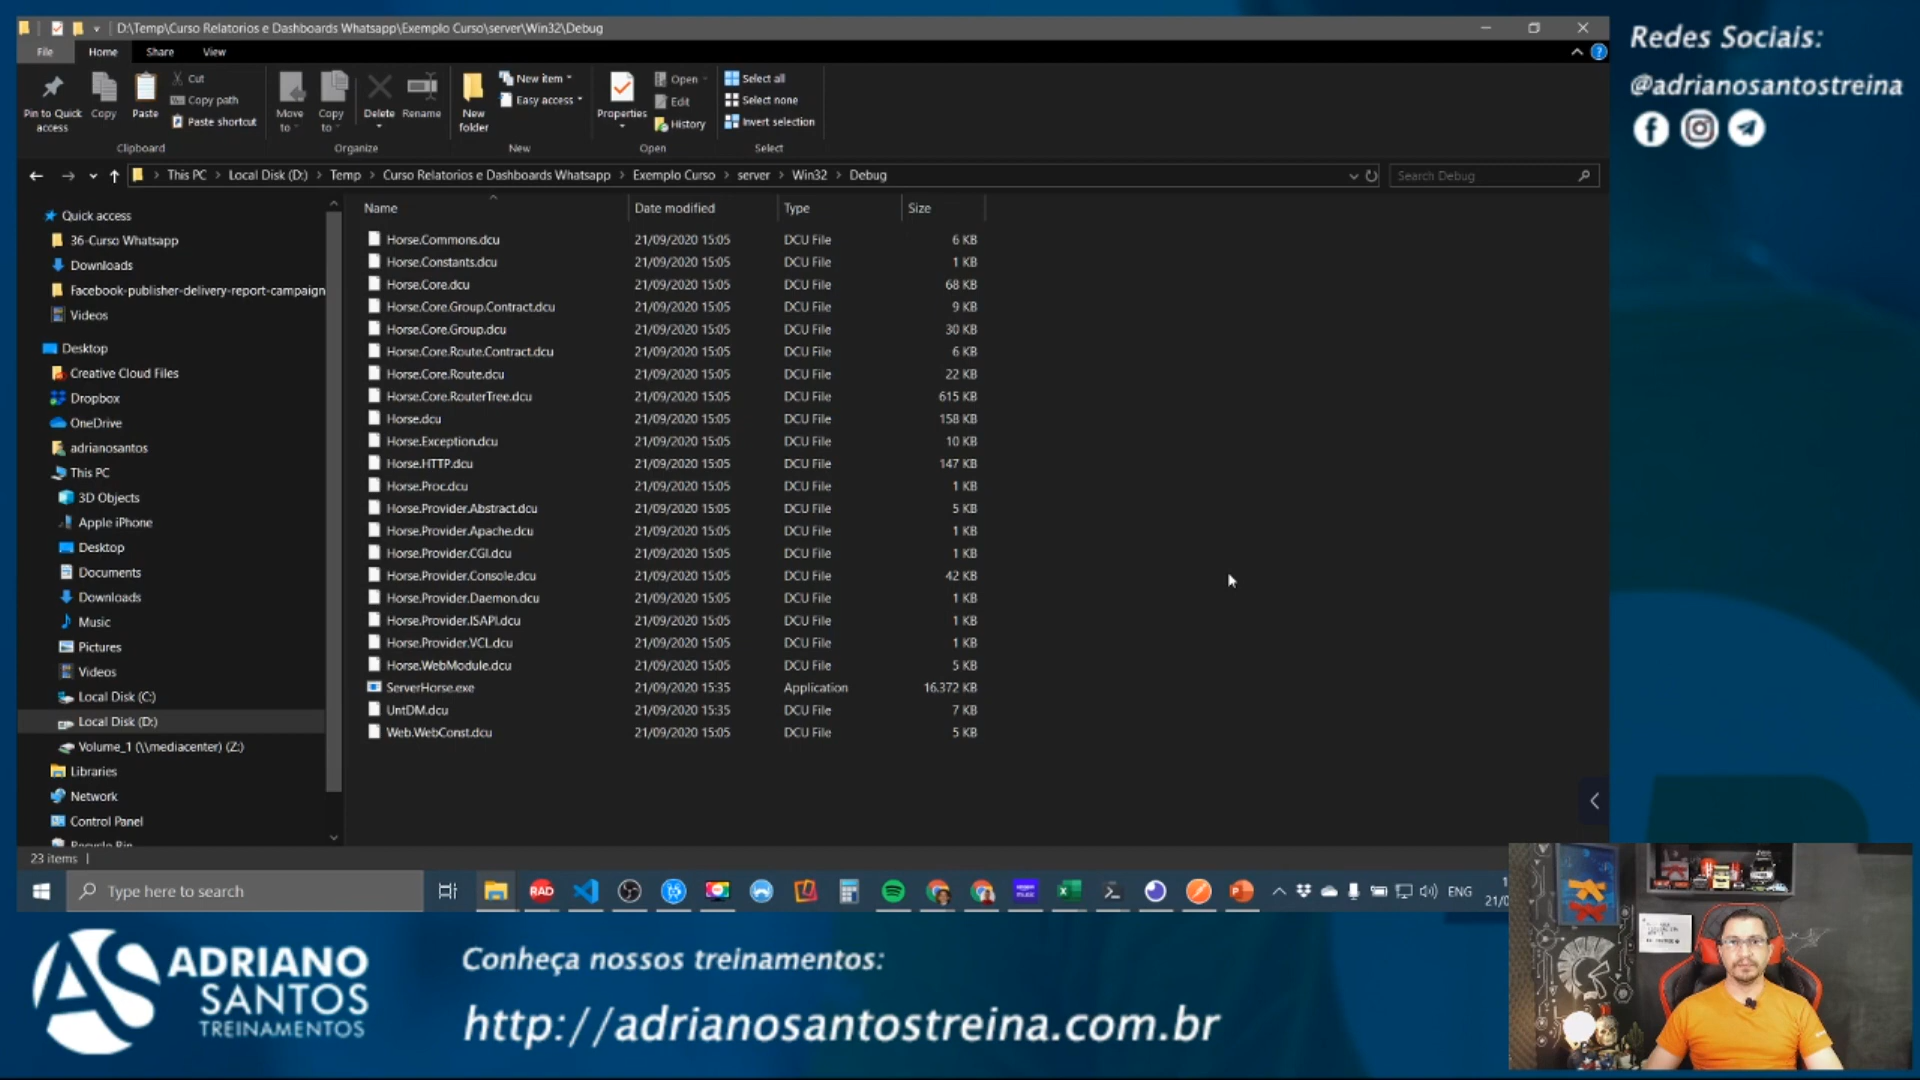 D:\Temp\Curso Relatorios e Dashboards Whatsapp\Exemplo Curso\server\Win32\Debug
File Home Share View
Pin to Quick access
Copy
Paste
Cut
Copy path
Paste shortcut
Clipboard
Move to
Copy to
Delete
Rename
Organize
New folder
New item
Easy access
New
Properties
Open
Edit
History
Open
Select all
Select none
Invert selection
Select
This PC > Local Disk (D:) > Temp > Curso Relatorios e Dashboards Whatsapp > Exemplo Curso > server > Win32 > Debug
Search Debug
Quick access
36-Curso Whatsapp
Downloads
Facebook-publisher-delivery-report-campaign
Videos
Desktop
Creative Cloud Files
Dropbox
OneDrive
adrianosantos
This PC
3D Objects
Apple iPhone
Desktop
Documents
Downloads
Music
Pictures
Videos
Local Disk (C:)
Local Disk (D:)
Volume_1 (\\mediacenter) (Z:)
Libraries
Network
Control Panel
Recycle Bin
Name Date modified Type Size
Horse.Commons.dcu 21/09/2020 15:05 DCU File 6 KB
Horse.Constants.dcu 21/09/2020 15:05 DCU File 1 KB
Horse.Core.dcu 21/09/2020 15:05 DCU File 68 KB
Horse.Core.Group.Contract.dcu 21/09/2020 15:05 DCU File 9 KB
Horse.Core.Group.dcu 21/09/2020 15:05 DCU File 30 KB
Horse.Core.Route.Contract.dcu 21/09/2020 15:05 DCU File 6 KB
Horse.Core.Route.dcu 21/09/2020 15:05 DCU File 22 KB
Horse.Core.RouterTree.dcu 21/09/2020 15:05 DCU File 615 KB
Horse.dcu 21/09/2020 15:05 DCU File 158 KB
Horse.Exception.dcu 21/09/2020 15:05 DCU File 10 KB
Horse.HTTP.dcu 21/09/2020 15:05 DCU File 147 KB
Horse.Proc.dcu 21/09/2020 15:05 DCU File 1 KB
Horse.Provider.Abstract.dcu 21/09/2020 15:05 DCU File 5 KB
Horse.Provider.Apache.dcu 21/09/2020 15:05 DCU File 1 KB
Horse.Provider.CGI.dcu 21/09/2020 15:05 DCU File 1 KB
Horse.Provider.Console.dcu 21/09/2020 15:05 DCU File 42 KB
Horse.Provider.Daemon.dcu 21/09/2020 15:05 DCU File 1 KB
Horse.Provider.ISAPI.dcu 21/09/2020 15:05 DCU File 1 KB
Horse.Provider.VCL.dcu 21/09/2020 15:05 DCU File 1 KB
Horse.WebModule.dcu 21/09/2020 15:05 DCU File 5 KB
ServerHorse.exe 21/09/2020 15:35 Application 16.372 KB
UntDM.dcu 21/09/2020 15:35 DCU File 7 KB
Web.WebConst.dcu 21/09/2020 15:05 DCU File 5 KB
23 items
Type here to search
RAD
ENG
Redes Sociais:
@adrianosantostreina
AS
ADRIANO
SANTOS
TREINAMENTOS
Conheça nossos treinamentos:
http://adrianosantostreina.com.br